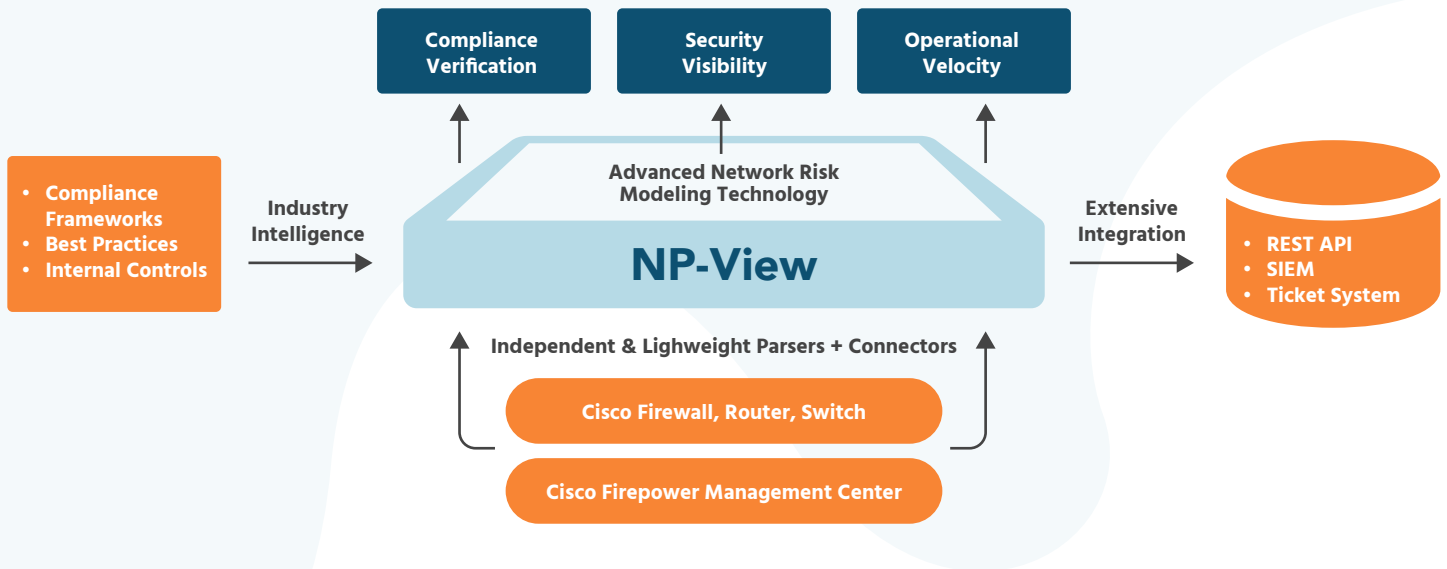 Compliance
Verification
Security
Visibility
Operational
Velocity
• Compliance
Frameworks
• Best Practices
• Internal Controls
Industry
Intelligence
Advanced Network Risk
Modeling Technology
NP-View
Extensive
Integration
• REST API
• SIEM
• Ticket System
Independent & Lighweight Parsers + Connectors
Cisco Firewall, Router, Switch
Cisco Firepower Management Center